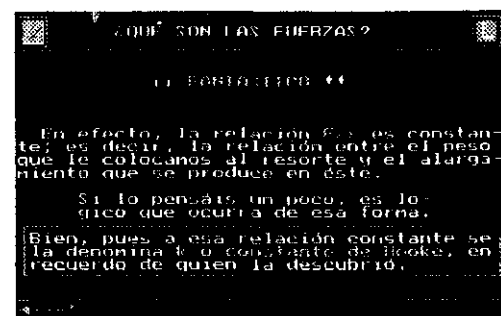 ¿QUÉ SON LAS FUERZAS?
FANTASTICO
En efecto, la relación es constan-
te; es decir, la relación entre el peso
que le colocamos al resorte y el alarga-
miento que se produce en éste.
Si lo pensáis un poco, es ló-
gico que ocurra de esa forma.
Bien, pues a esa relación constante se
la denomina k o constante de Hooke, en
recuerdo de quien la descubrió.